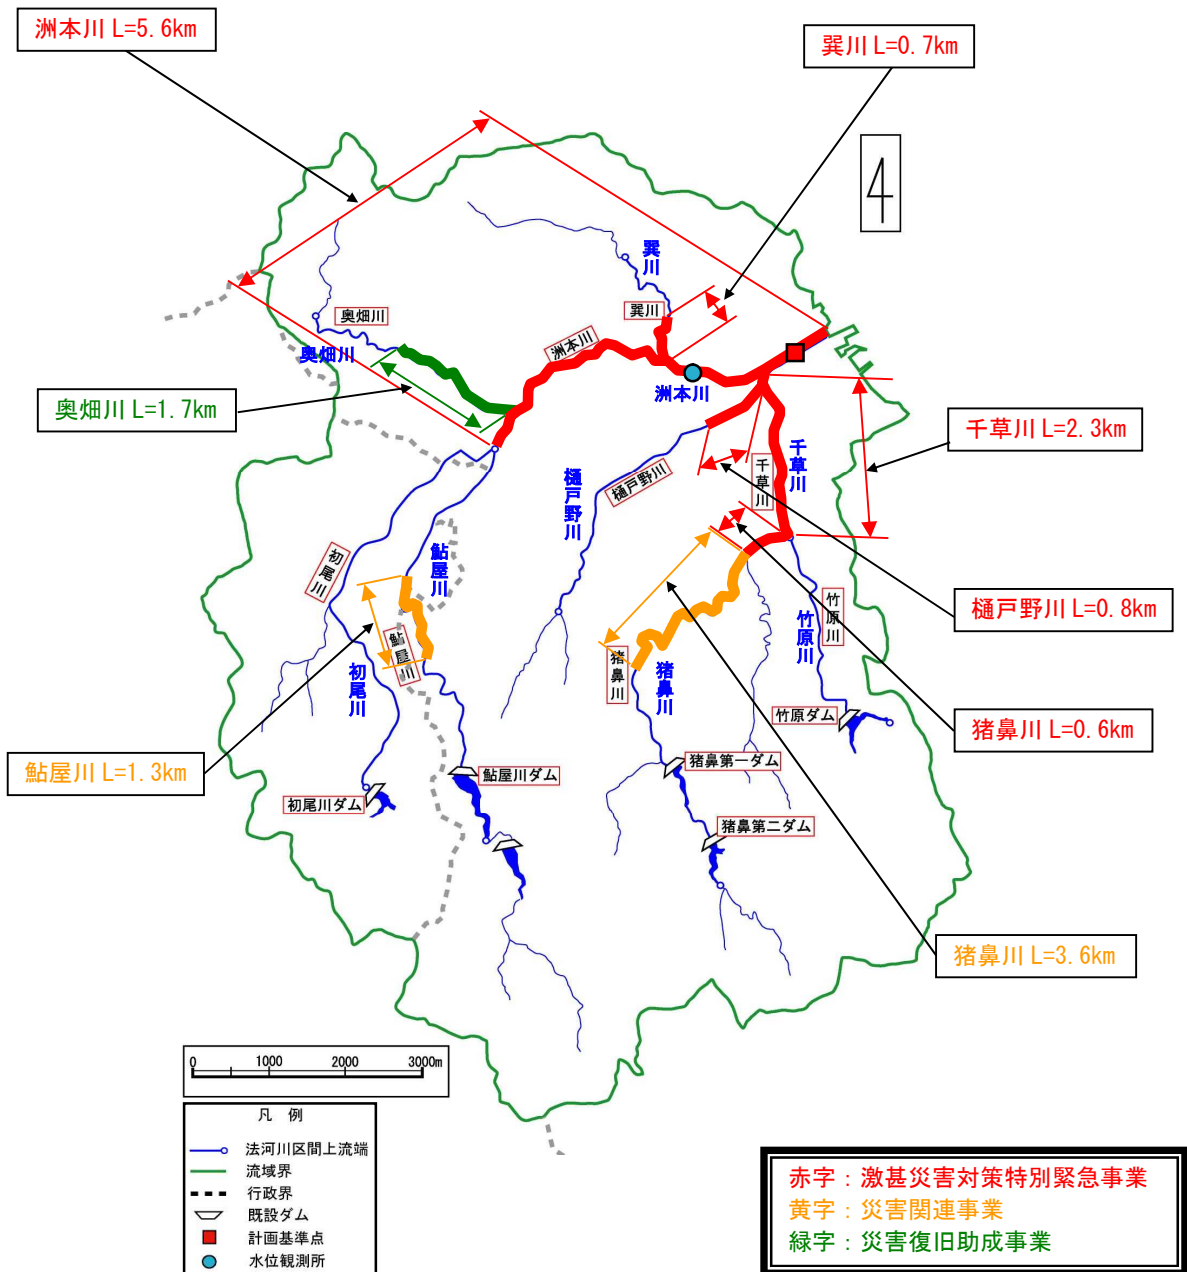 洲本川 L=5.6km
巽川 L=0.7km
4
巽川
巽川
奥畑川
奥畑川
洲本川
洲本川
奥畑川 L=1.7km
千草川 L=2.3km
千草川
千草川
樋戸野川
樋戸野川
鮎屋川
初尾川
樋戸野川 L=0.8km
竹原川
竹原川
鮎屋川
初尾川
猪鼻川
猪鼻川
竹原ダム
猪鼻川 L=0.6km
鮎屋川 L=1.3km
猪鼻第一ダム
鮎屋川ダム
初尾川ダム
猪鼻第二ダム
猪鼻川 L=3.6km
0 1000 2000 3000m
凡 例
法河川区間上流端
流域界
行政界
既設ダム
計画基準点
水位観測所
赤字：激甚災害対策特別緊急事業
黄字：災害関連事業
緑字：災害復旧助成事業